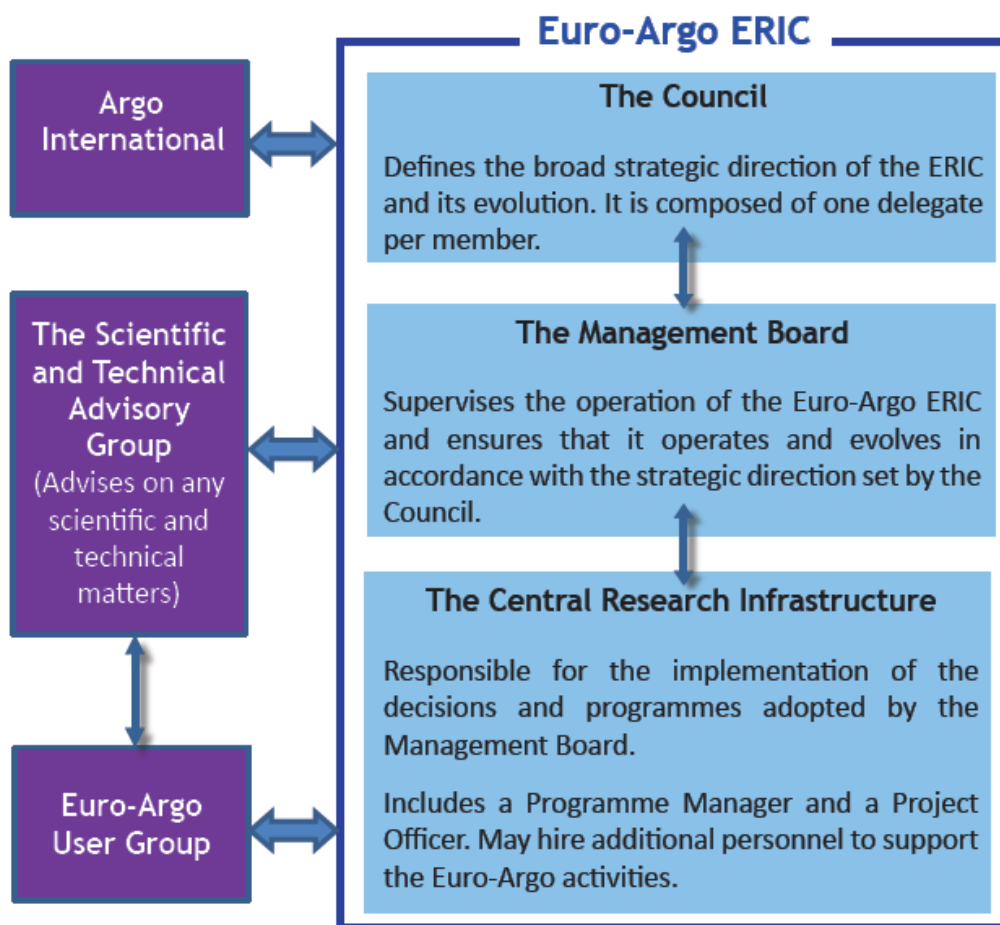 Euro-Argo ERIC
Argo
International
The Scientific
and Technical
Advisory
Group
(Advises on any
scientific and
technical
matters)
Euro-Argo
User Group
The Council
Defines the broad strategic direction of the ERIC
and its evolution. It is composed of one delegate
per member.
The Management Board
Supervises the operation of the Euro-Argo ERIC
and ensures that it operates and evolves in
accordance with the strategic direction set by the
Council.
The Central Research Infrastructure
Responsible for the implementation of the
decisions and programmes adopted by the
Management Board.
Includes a Programme Manager and a Project
Officer. May hire additional personnel to support
the Euro-Argo activities.